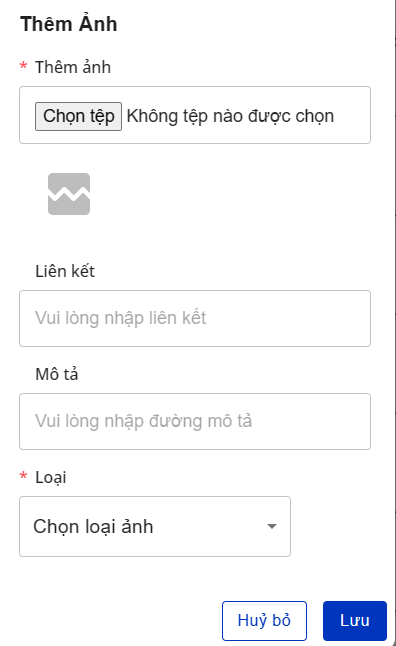 Thêm Ảnh
* Thêm ảnh
Chọn tệp Không tệp nào được chọn
Liên kết
Vui lòng nhập liên kết
Mô tả
Vui lòng nhập đường mô tả
* Loại
Chọn loại ảnh
Huỷ bỏ Lưu